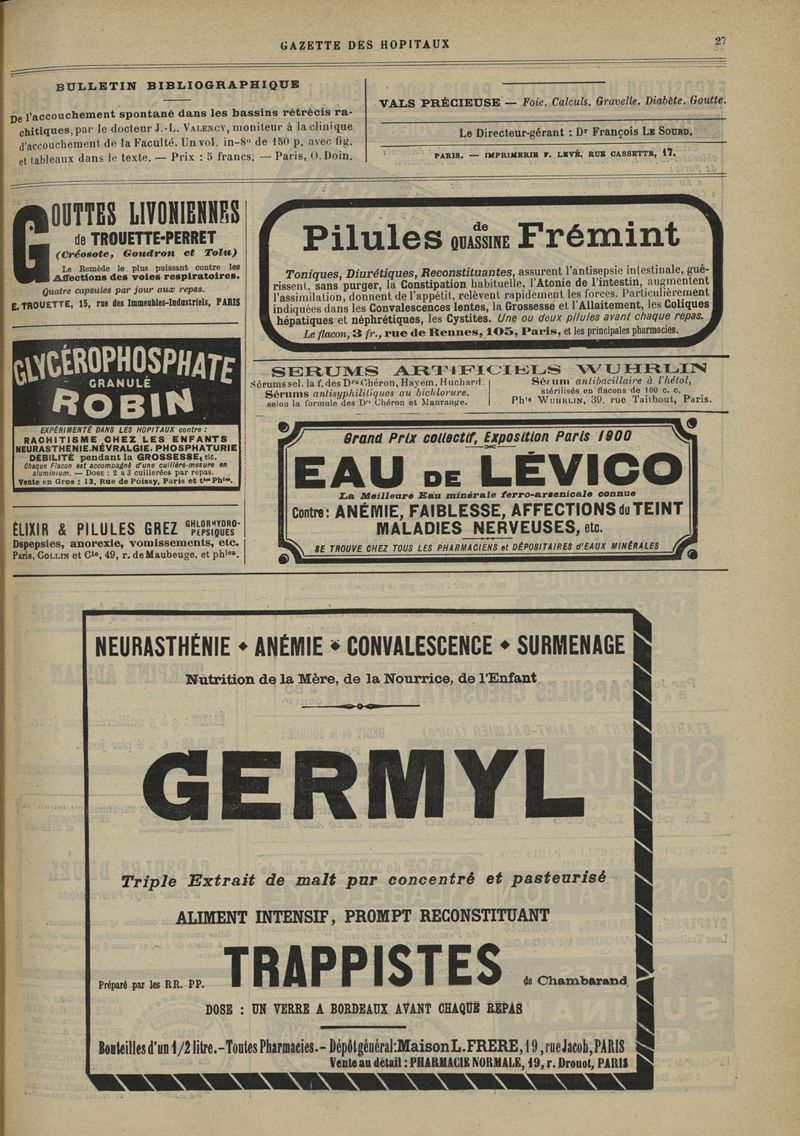 GAZETTE DES HOPITAUX
27
BULLETIN BIBLIOGRAPHIQUE
De l'accouchement spontané dans les bassins rétrécis ra-
chitiques, par le docteur J.-L. VALENCY, moniteur à la clinique
d'accouchement de la Faculté. Un vol. in-8° de 150 p. avec fig.
et tableaux dans le texte. — Prix : 5 francs. — Paris, O. Doin.
VALS PRÉCIEUSE — Foie. Calculs. Gravelle. Diabète. Goutte.
Le Directeur-gérant : Dr François LE SOURD.
PARIS. — IMPRIMERIE F. LEVÉ, RUE CASSETTE, 17.
GOUTTES LIVONIENNES
de TROUETTE-PERRET
(Créosote, Goudron et Tolu)
Le Remède le plus puissant contre les
Affections des voies respiratoires.
Quatre capsules par jour aux repas.
E. TROUETTE, 15, rue des Immeubles-Industriels, PARIS
GLYCÉROPHOSPHATE
GRANULÉ
ROBIN
EXPÉRIMENTÉ DANS LES HOPITAUX contre :
RACHITISME CHEZ LES ENFANTS
NEURASTHÉNIE. NÉVRALGIE, PHOSPHATURIE
DÉBILITÉ pendant la GROSSESSE, etc.
Chaque Flacon est accompagné d'une cuillère-mesure en
aluminium. — DOSE : 2 à 3 cuillerées par repas.
Vente en Gros : 13, Rue de Poissy, Paris et ttes Phies.
ÉLIXIR & PILULES GREZ CHLORHYDRO-PEPSIQUES
Dspepsies, anorexie, vomissements, etc.
Paris, COLLIN et Cie, 49, r. de Maubeuge, et phies.
Pilules de QUASSINE Frémint
Toniques, Diurétiques, Reconstituantes, assurent l'antisepsie intestinale, gué-
rissent, sans purger, la Constipation habituelle, l'Atonie de l'intestin, augmentent
l'assimilation, donnent de l'appétit, relèvent rapidement les forces. Particulièrement
indiquées dans les Convalescences lentes, la Grossesse et l'Allaitement, les Coliques
hépatiques et néphrétiques, les Cystites. Une ou deux pilules avant chaque repas.
Le flacon, 3 fr., rue de Rennes, 105, Paris, et les principales pharmacies.
SERUMS ARTIFICIELS WUHRLIN
Sérums sel. la f. des Drs Chéron, Hayem, Huchard.
Sérums antisyphilitiques au bichlorure,
selon la formule des Drs Chéron et Maurange.
Sérum antibacillaire à l'hétol,
stérilisés en flacons de 100 c. c.
Phie WUHRLIN, 39, rue Taitbout, Paris.
Grand Prix collectif, Exposition Paris 1900
EAU DE LÉVICO
La Meilleure Eau minérale ferro-arsenicale connue
Contre : ANÉMIE, FAIBLESSE, AFFECTIONS du TEINT
MALADIES NERVEUSES, etc.
SE TROUVE CHEZ TOUS LES PHARMACIENS et DÉPOSITAIRES d'EAUX MINÉRALES
NEURASTHÉNIE ◆ ANÉMIE ◆ CONVALESCENCE ◆ SURMENAGE
Nutrition de la Mère, de la Nourrice, de l'Enfant
GERMYL
Triple Extrait de malt pur concentré et pasteurisé
ALIMENT INTENSIF, PROMPT RECONSTITUANT
Préparé par les RR. PP. TRAPPISTES de Chambarand
DOSE : UN VERRE A BORDEAUX AVANT CHAQUE REPAS
Bouteilles d'un 1/2 litre. - Toutes Pharmacies. - Dépôt général: Maison L. FRERE, 19, rue Jacob, PARIS
Vente au détail : PHARMACIE NORMALE, 19, r. Drouot, PARIS